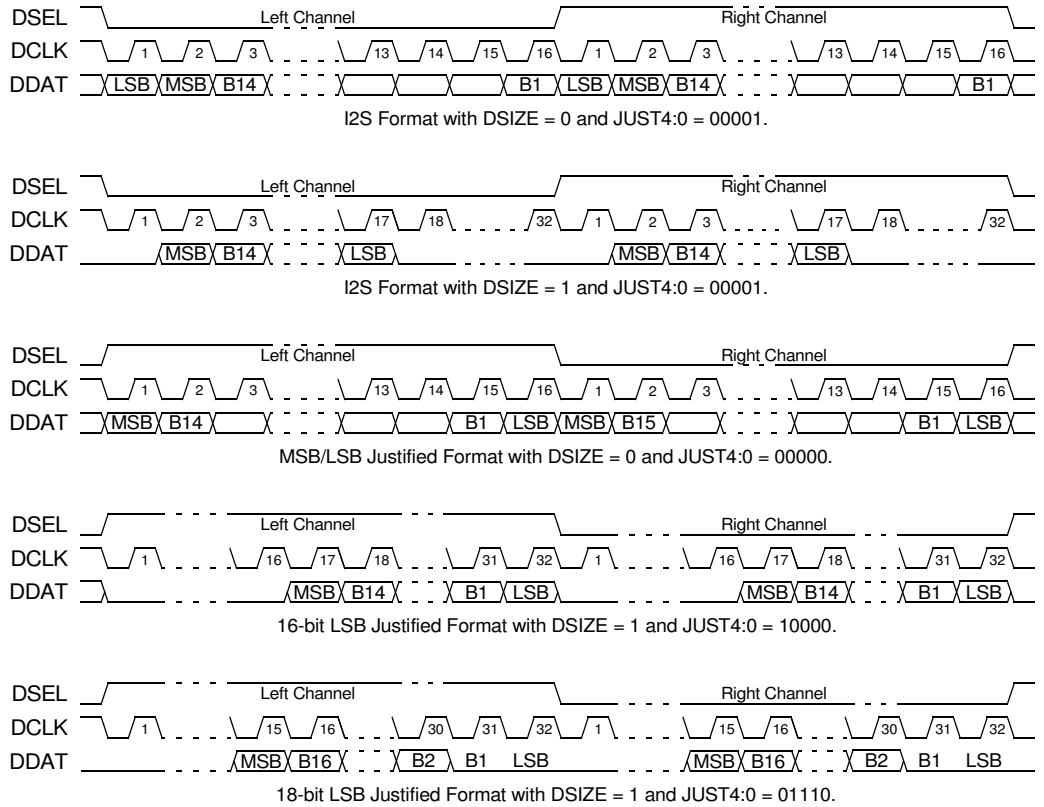 DSEL Left Channel Right Channel
DCLK 1 2 3 13 14 15 16 1 2 3 13 14 15 16
DDAT LSB MSB B14 B1 LSB MSB B14 B1
I2S Format with DSIZE = 0 and JUST4:0 = 00001.
DSEL Left Channel Right Channel
DCLK 1 2 3 17 18 32 1 2 3 17 18 32
DDAT MSB B14 LSB MSB B14 LSB
I2S Format with DSIZE = 1 and JUST4:0 = 00001.
DSEL Left Channel Right Channel
DCLK 1 2 3 13 14 15 16 1 2 3 13 14 15 16
DDAT MSB B14 B1 LSB MSB B15 B1 LSB
MSB/LSB Justified Format with DSIZE = 0 and JUST4:0 = 00000.
DSEL Left Channel Right Channel
DCLK 1 16 17 18 31 32 1 16 17 18 31 32
DDAT MSB B14 B1 LSB MSB B14 B1 LSB
16-bit LSB Justified Format with DSIZE = 1 and JUST4:0 = 10000.
DSEL Left Channel Right Channel
DCLK 1 15 16 30 31 32 1 15 16 30 31 32
DDAT MSB B16 B2 B1 LSB MSB B16 B2 B1 LSB
18-bit LSB Justified Format with DSIZE = 1 and JUST4:0 = 01110.